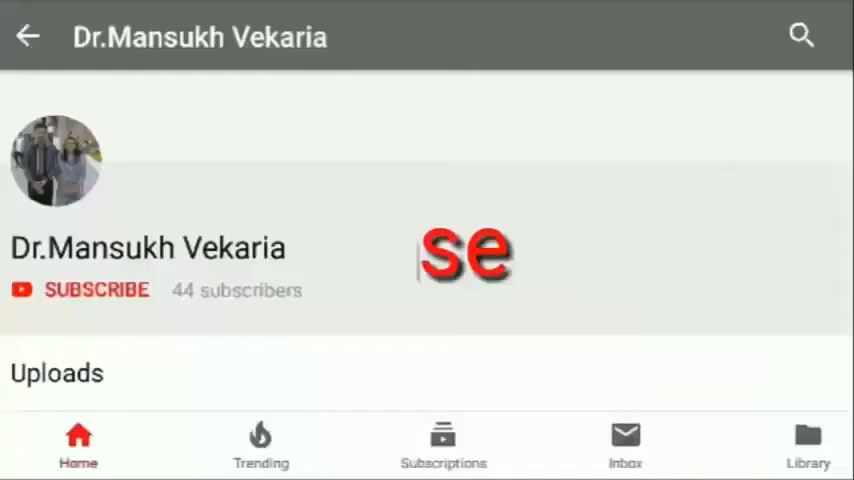 Dr.Mansukh Vekaria
Dr.Mansukh Vekaria
se
SUBSCRIBE 44 subscribers
Uploads
Home Trending Subscriptions Inbox Library